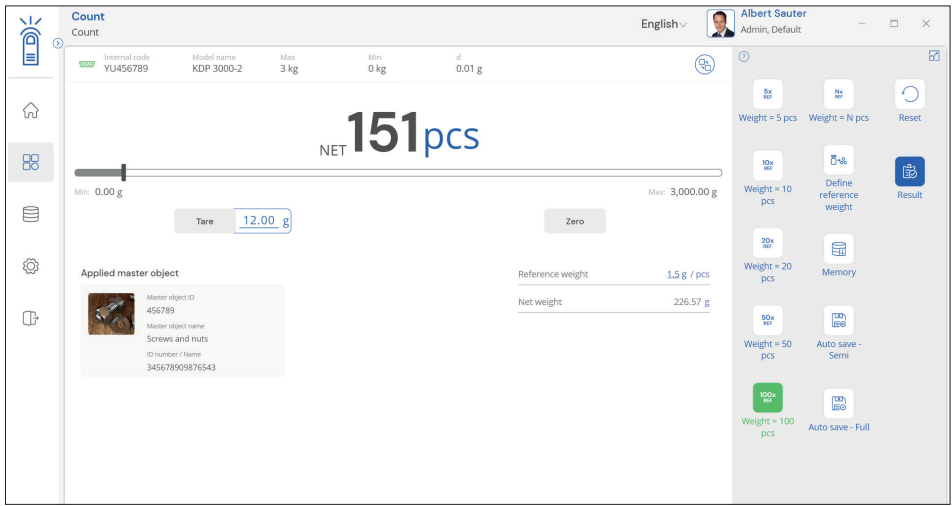 Count
Count
English
Albert Sauter
Admin, Default
Internal code
YU456789
Model name
KDP 3000-2
Max
3 kg
Min
0 kg
d
0.01 g
NET 151 pcs
Min: 0.00 g
Max: 3,000.00 g
Tare
12.00 g
Zero
Applied master object
Master object ID
456789
Master object name
Screws and nuts
ID number / Name
345678909876543
Reference weight
1.5 g / pcs
Net weight
226.57 g
?
5x
REF
Weight = 5 pcs
Nx
REF
Weight = N pcs
Reset
10x
REF
Weight = 10
pcs
Define
reference
weight
Result
20x
REF
Weight = 20
pcs
Memory
50x
REF
Weight = 50
pcs
Auto save -
Semi
100x
REF
Weight = 100
pcs
Auto save - Full